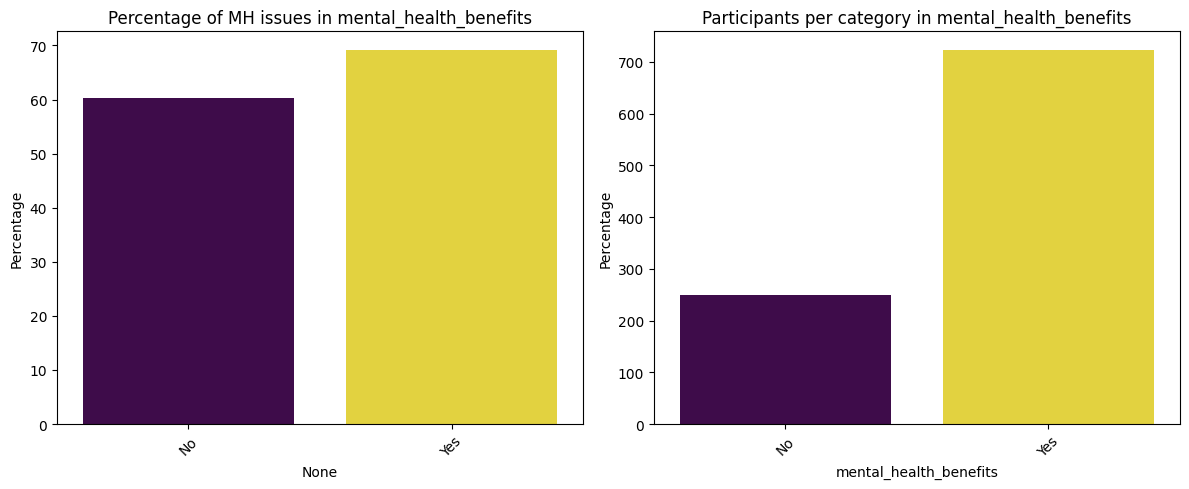 Percentage of MH issues in mental_health_benefits
Percentage
70
60
50
40
30
20
10
0
No
Yes
None
Participants per category in mental_health_benefits
Percentage
700
600
500
400
300
200
100
0
No
Yes
mental_health_benefits